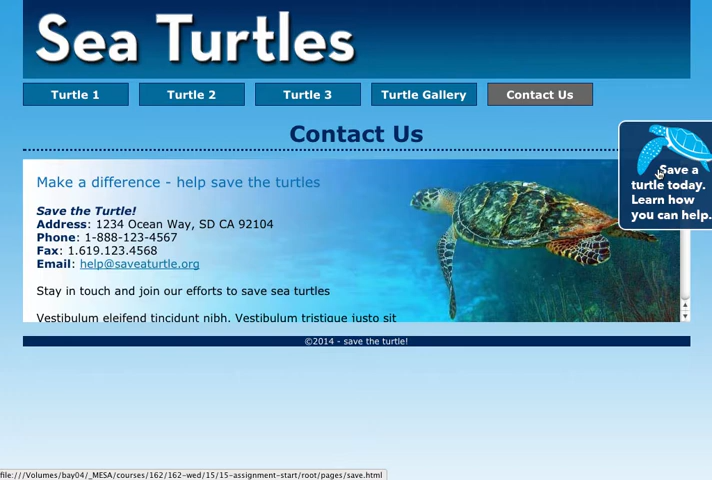 Sea Turtles
Turtle 1
Turtle 2
Turtle 3
Turtle Gallery
Contact Us
Contact Us
Save a
turtle today.
Learn how
you can help.
Make a difference - help save the turtles
Save the Turtle!
Address: 1234 Ocean Way, SD CA 92104
Phone: 1-888-123-4567
Fax: 1.619.123.4568
Email: help@saveaturtle.org
Stay in touch and join our efforts to save sea turtles
Vestibulum eleifend tincidunt nibh. Vestibulum tristique justo sit
©2014 - save the turtle!
file:///Volumes/bay04/_MESA/courses/162/162-wed/15/15-assignment-start/root/pages/save.html